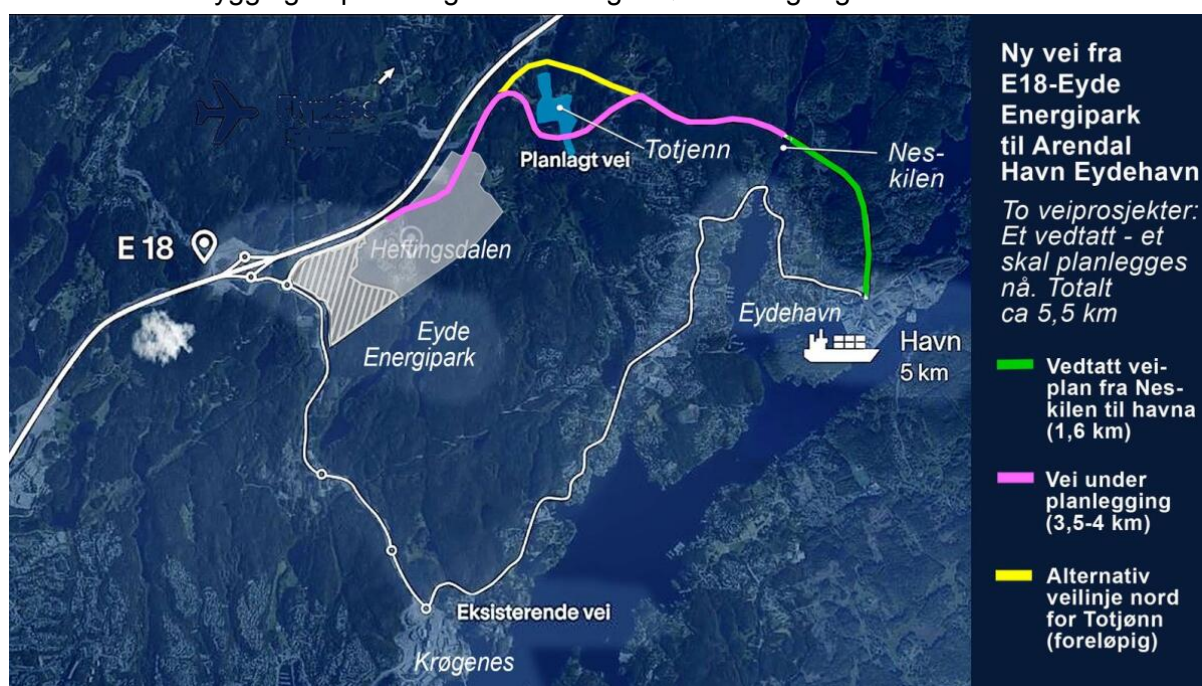 Planlagt vei
Totjenn
Nes-
kilen
E 18
Heftingsdalen
Eyde
Energipark
Eydehavn
Havn
5 km
Eksisterende vei
Krøgenes
Ny vei fra
E18-Eyde
Energipark
til Arendal
Havn Eydehavn
To veiprosjekter:
Et vedtatt - et
skal planlegges
nå. Totalt
ca 5,5 km
Vedtatt vei-
plan fra Nes-
kilen til havna
(1,6 km)
Vei under
planlegging
(3,5-4 km)
Alternativ
veilinje nord
for Totjønn
(foreløpig)